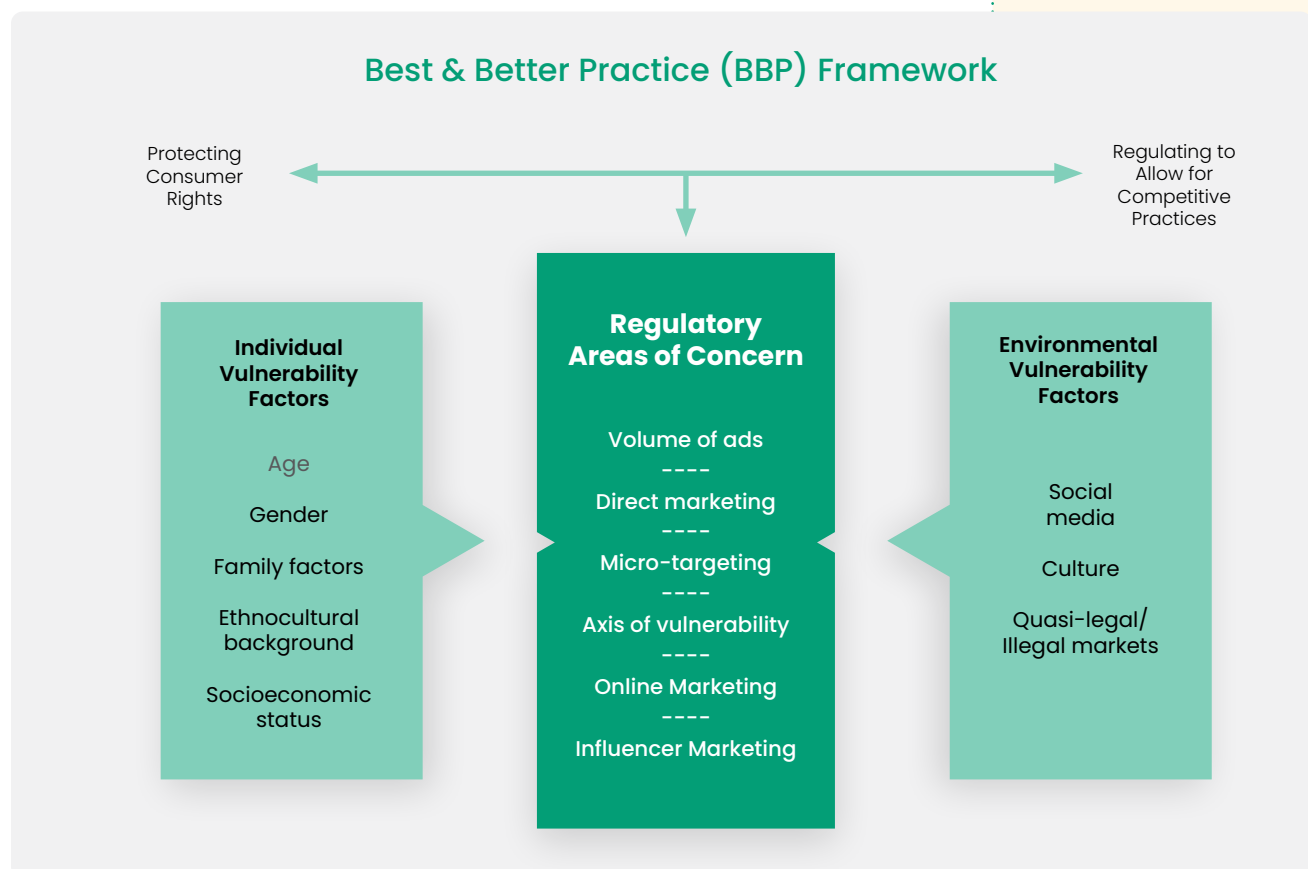 Best & Better Practice (BBP) Framework
Protecting
Consumer
Rights
Regulating to
Allow for
Competitive
Practices
Individual
Vulnerability
Factors
Age
Gender
Family factors
Ethnocultural
background
Socioeconomic
status
Regulatory
Areas of Concern
Volume of ads
----
Direct marketing
----
Micro-targeting
----
Axis of vulnerability
----
Online Marketing
----
Influencer Marketing
Environmental
Vulnerability
Factors
Social
media
Culture
Quasi-legal/
Illegal markets